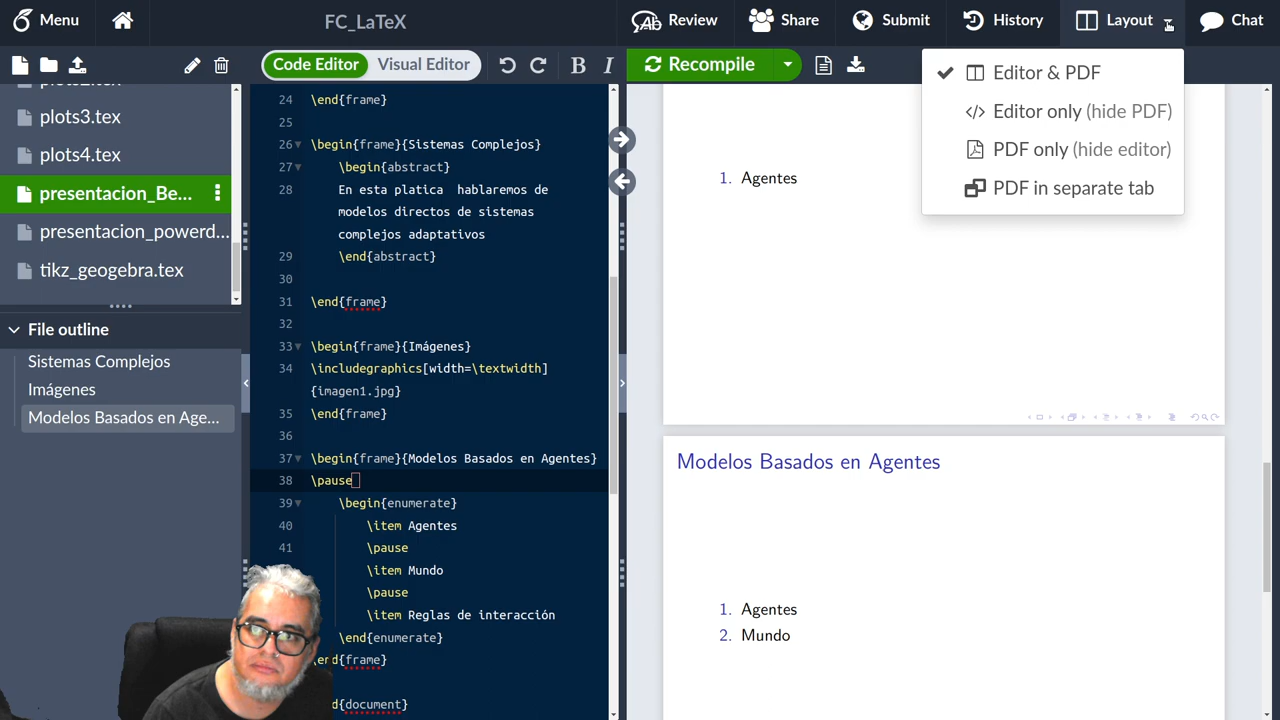 Menu
FC_LaTeX
Review
Share
Submit
History
Layout
Chat
Code Editor
Visual Editor
B
I
Recompile
Editor & PDF
Editor only (hide PDF)
PDF only (hide editor)
PDF in separate tab
plots3.tex
plots4.tex
presentacion_Be...
presentacion_powerd...
tikz_geogebra.tex
File outline
Sistemas Complejos
Imágenes
Modelos Basados en Age...
24 \end{frame}
25
26 \begin{frame}{Sistemas Complejos}
27 \begin{abstract}
28 En esta platica  hablaremos de
modelos directos de sistemas
complejos adaptativos
29 \end{abstract}
30
31 \end{frame}
32
33 \begin{frame}{Imágenes}
34 \includegraphics[width=\textwidth]
{imagen1.jpg}
35 \end{frame}
36
37 \begin{frame}{Modelos Basados en Agentes}
38 \pause
39 \begin{enumerate}
40 \item Agentes
41 \pause
\item Mundo
\pause
\item Reglas de interacción
\end{enumerate}
{frame}
{document}
1. Agentes
Modelos Basados en Agentes
1. Agentes
2. Mundo